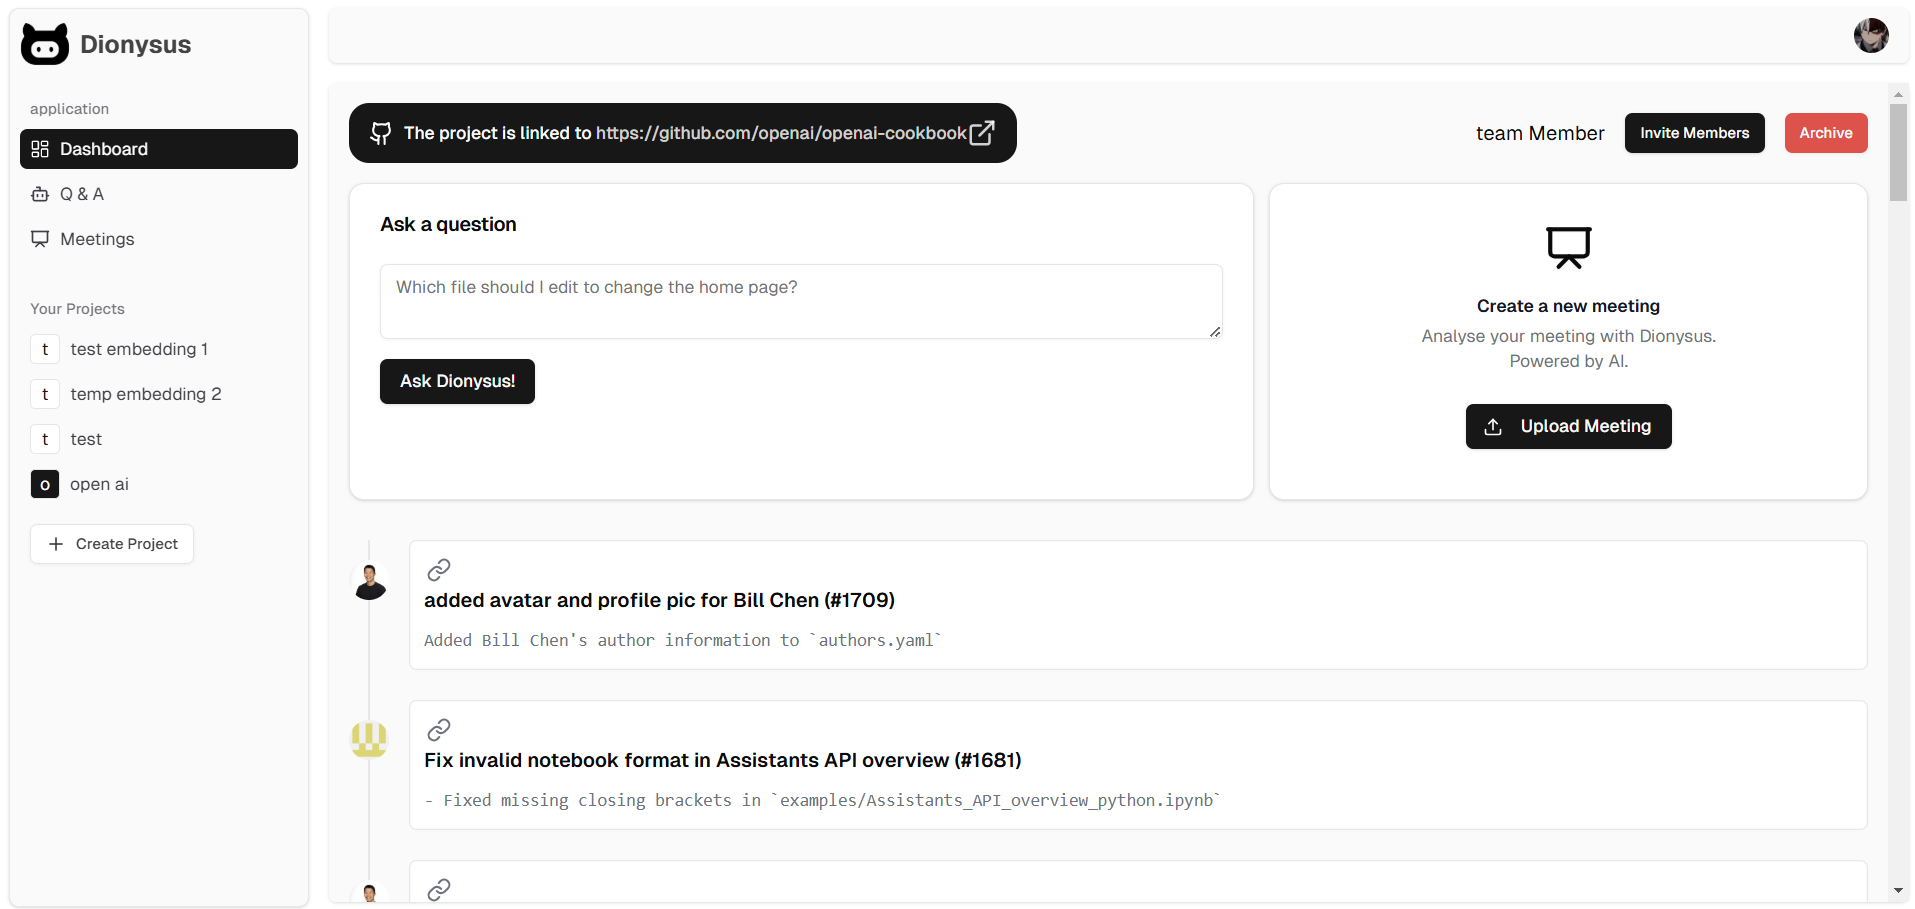 Dionysus
application
Dashboard
Q & A
Meetings
Your Projects
t test embedding 1
t temp embedding 2
t test
o open ai
Create Project
The project is linked to https://github.com/openai/openai-cookbook
team Member
Invite Members
Archive
Ask a question
Which file should I edit to change the home page?
Ask Dionysus!
Create a new meeting
Analyse your meeting with Dionysus.
Powered by AI.
Upload Meeting
added avatar and profile pic for Bill Chen (#1709)
Added Bill Chen's author information to `authors.yaml`
Fix invalid notebook format in Assistants API overview (#1681)
- Fixed missing closing brackets in `examples/Assistants_API_overview_python.ipynb`